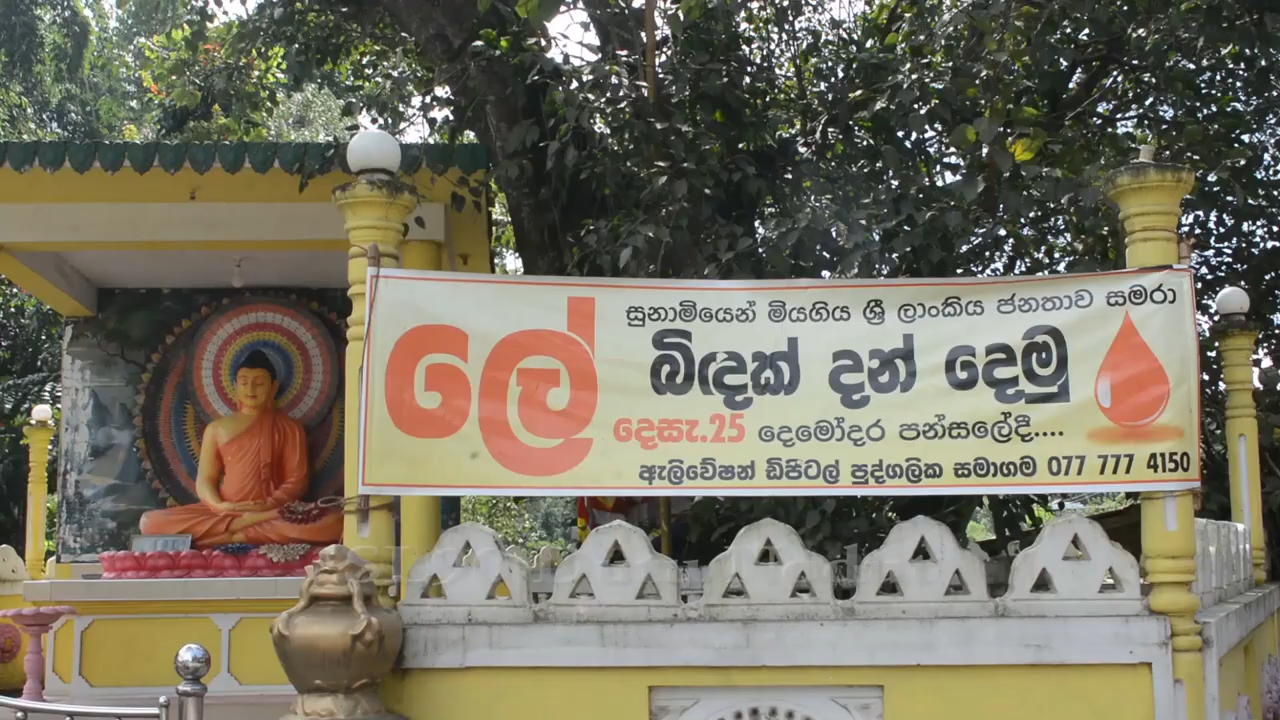 සුනාමියෙන් මියගිය ශ්‍රී ලාංකිය ජනතාව සමරා
ලේ බිඳක් දන් දෙමු
දෙසැ.25 දෙමෝදර පන්සලේදී....
ඇලිවේෂන් ඩිජිටල් පුද්ගලික සමාගම 077 777 4150